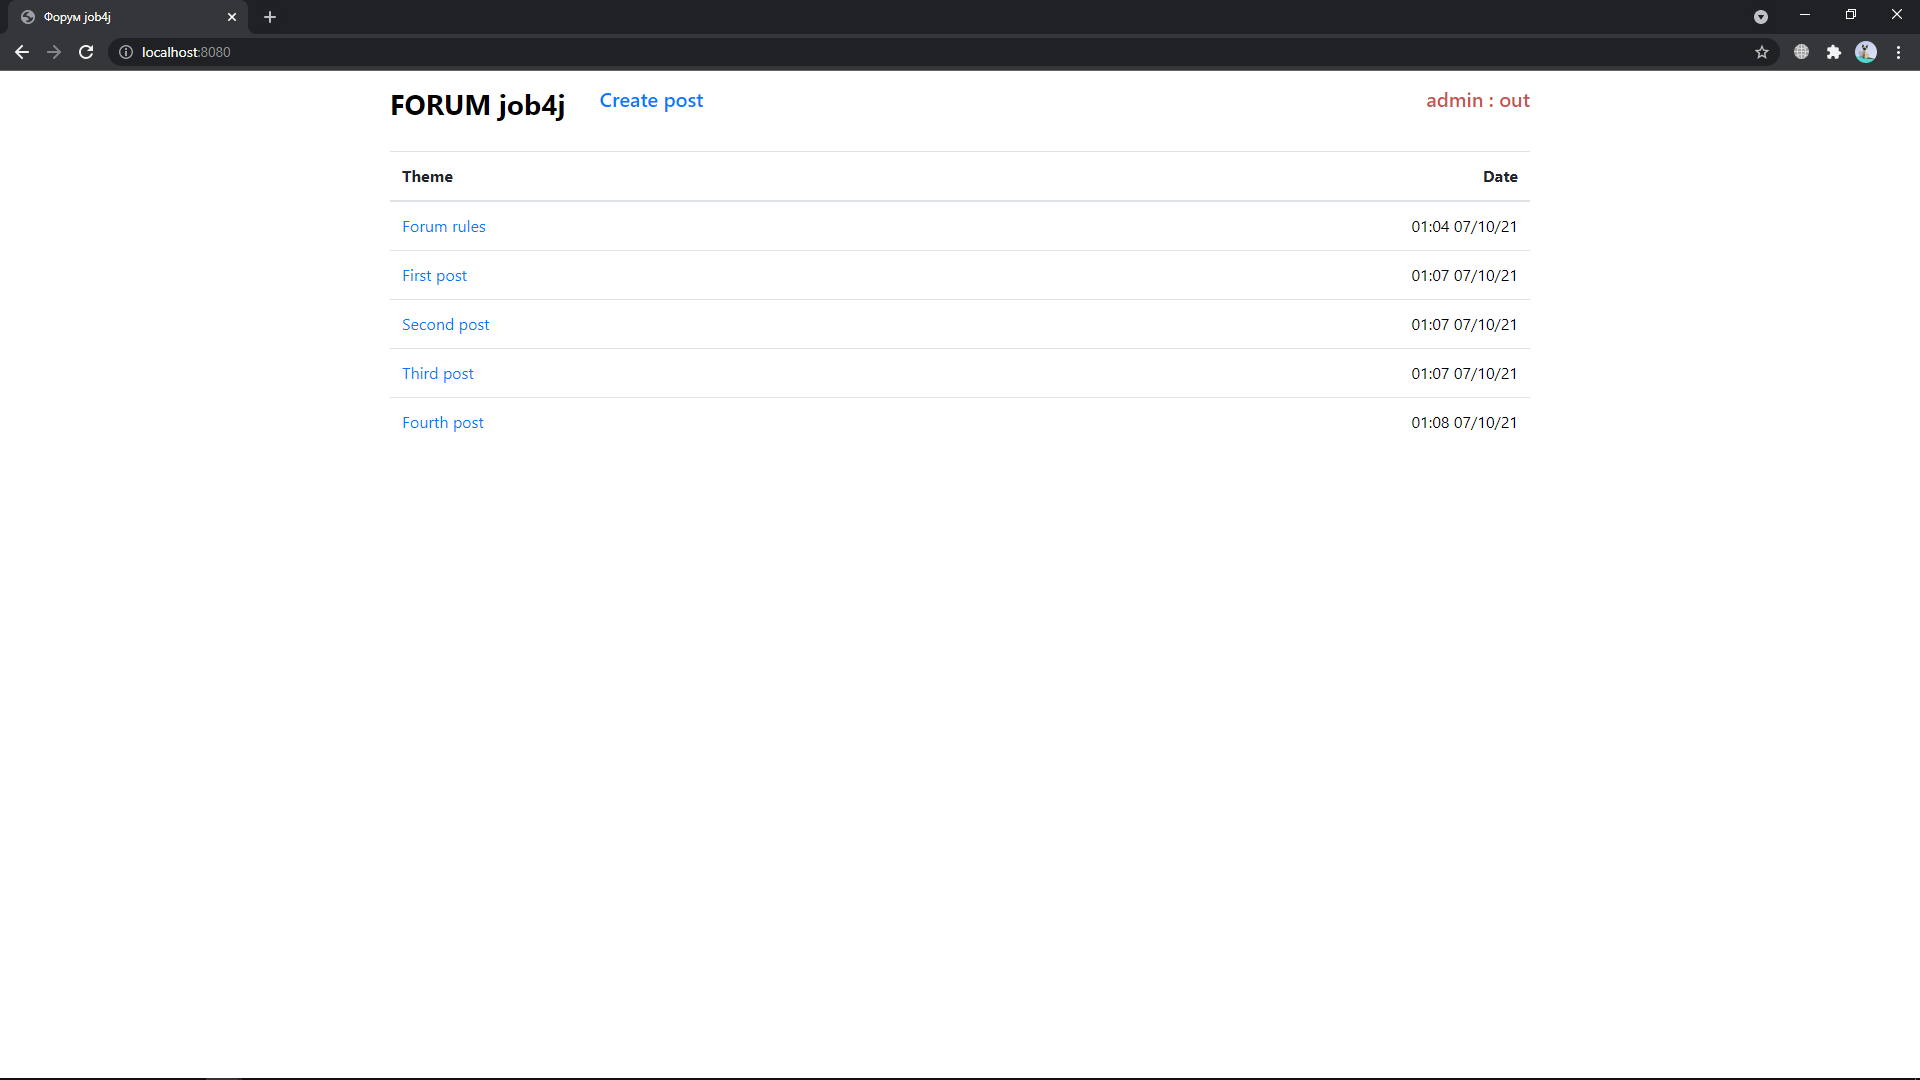 Форум job4j
localhost:8080
FORUM job4j Create post admin : out
Theme Date
Forum rules 01:04 07/10/21
First post 01:07 07/10/21
Second post 01:07 07/10/21
Third post 01:07 07/10/21
Fourth post 01:08 07/10/21